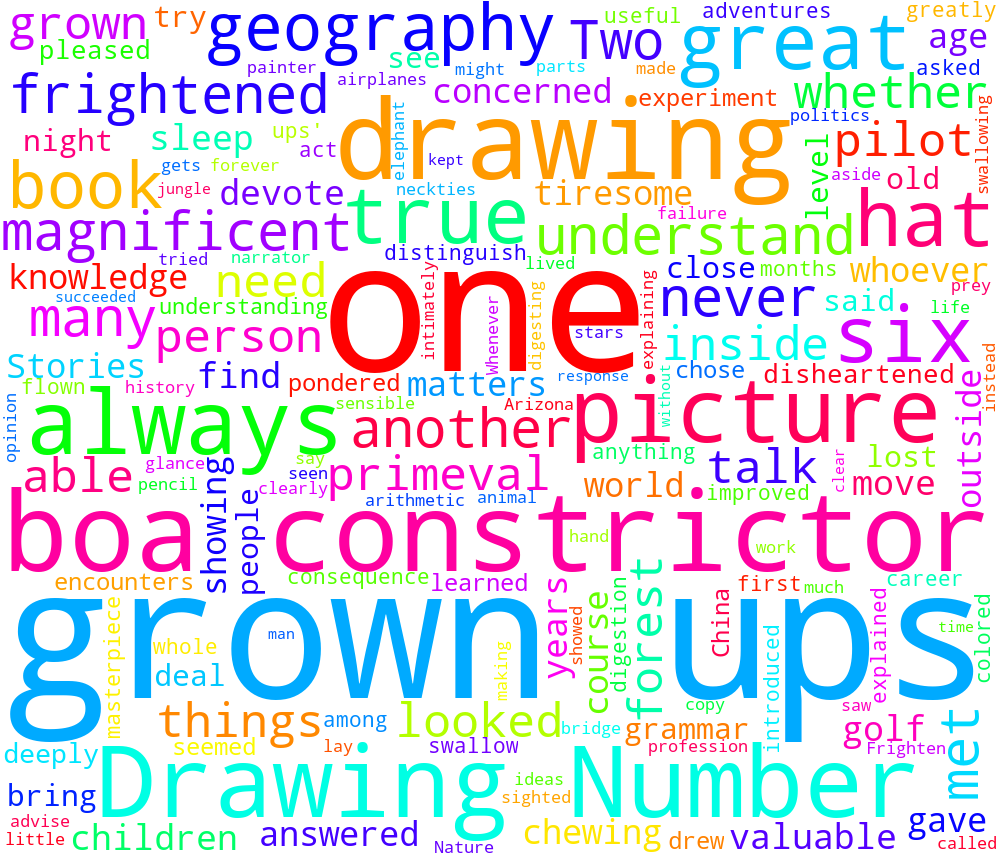 grown try geography Two useful adventures greatly
pleased painter see might parts great age
frightened airplanes concerned made experiment asked whether
night sleep ups' act elephant drawing politics pilot swallowing
book gets forever kept
jungle devote neckties tiresome level aside old hat
magnificent true failure understand
tried narrator distinguish lived close months whoever
knowledge need one never said prey
succeeded understanding intimately Whenever digesting explaining
many person stars inside six life
Stories find pondered matters response without chose disheartened instead
flown history sensible Arizona picture
opinion always another anything talk lost outside
able glance say primeval world clear move
pencil showing seen clearly arithmetic animal improved
people
boa constrictor
hand work
encounters consequence learned years forest first much career
grown ups
masterpiece whole man making showed course digestion China introduced explained time colored
deal copy saw
things among looked bridge grammar golf met
deeply seemed lay swallow profession Frighten
Drawing Number
bring ideas sighted gave
advise
little children answered Nature chewing drew valuable called